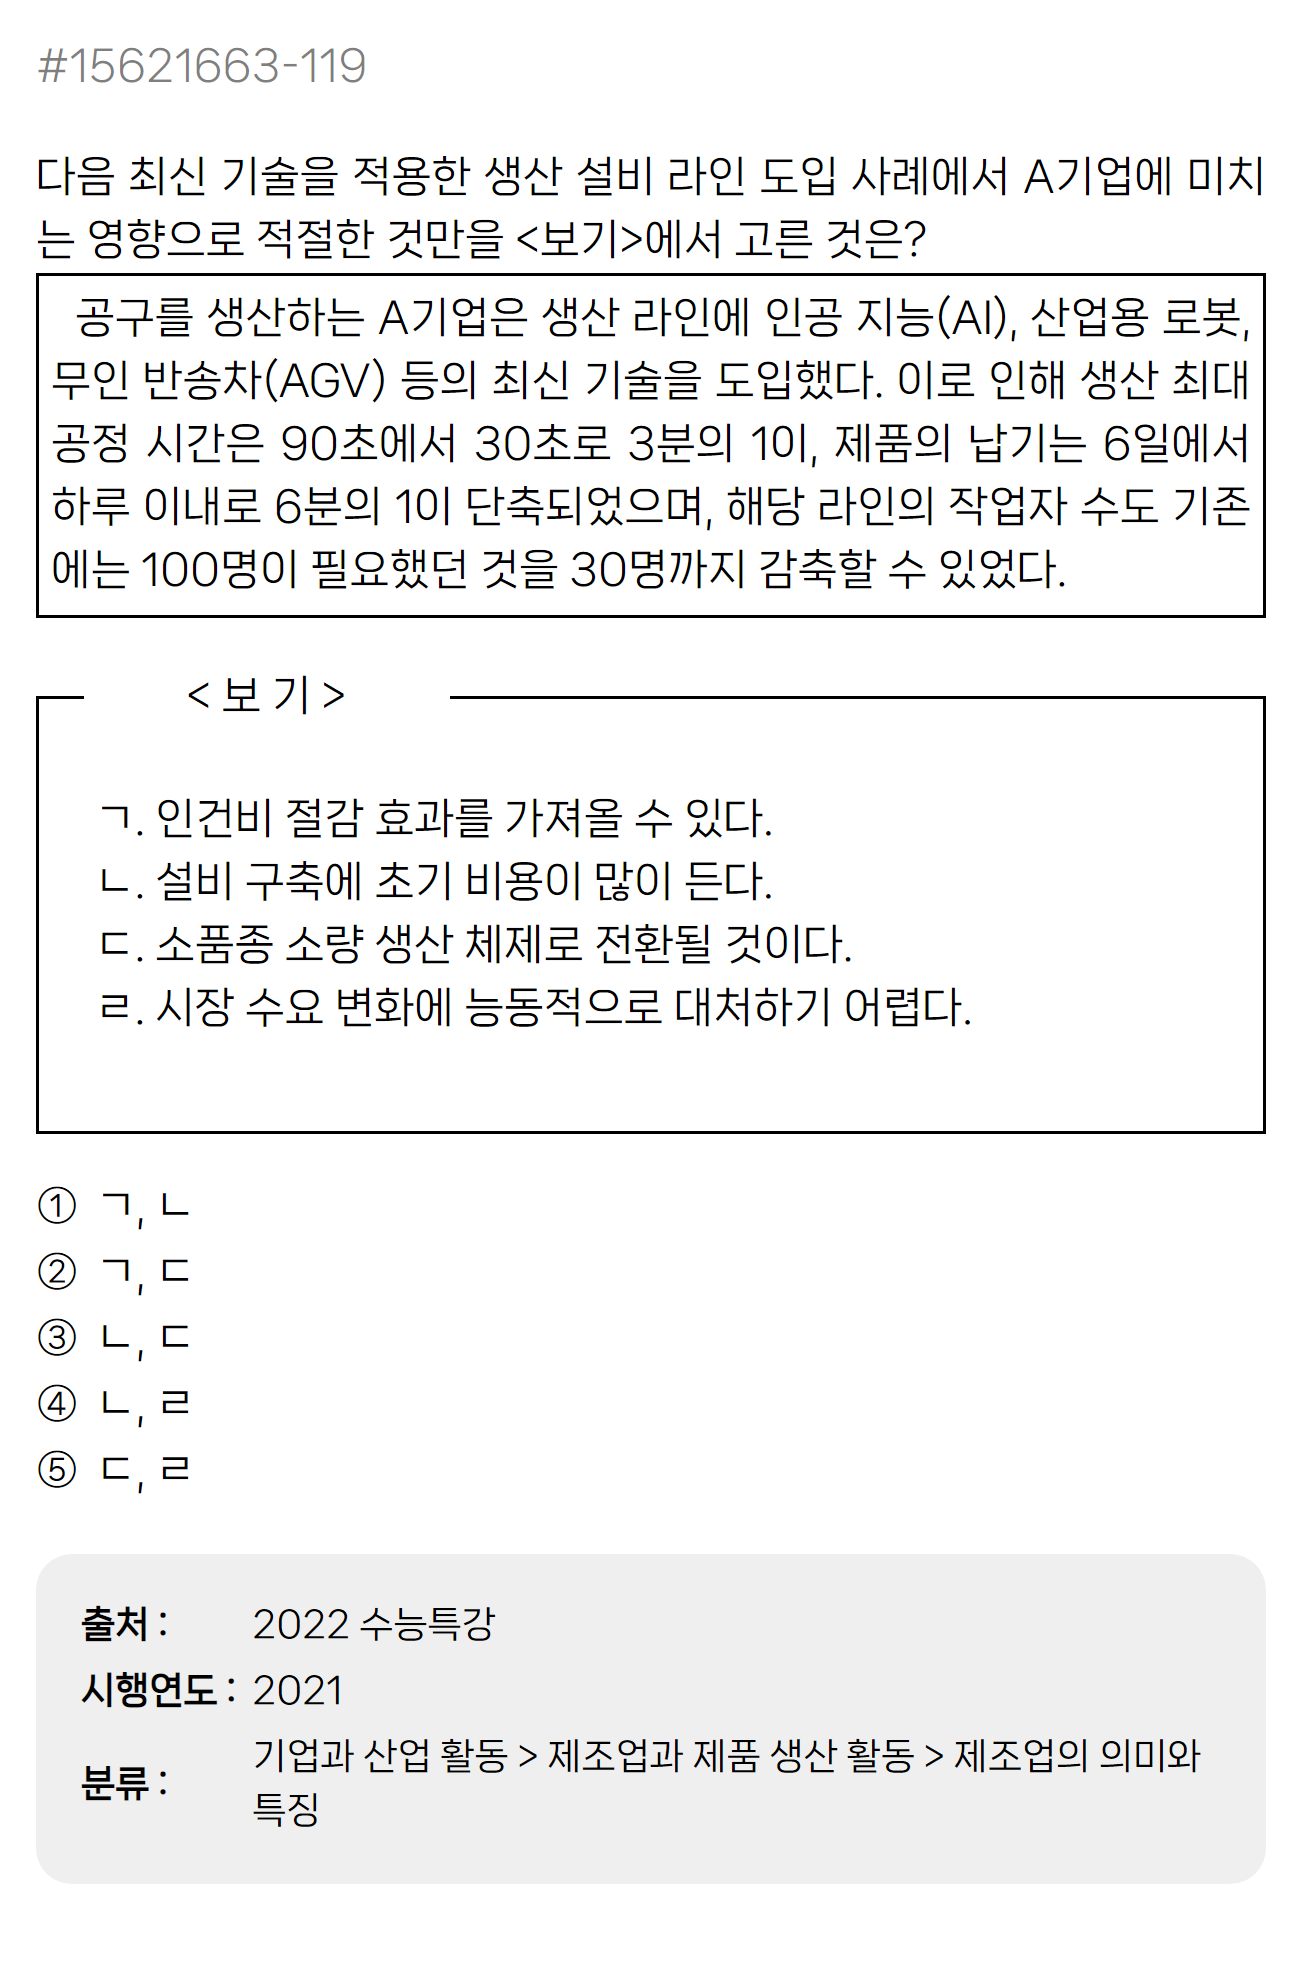 #15621663-119
다음 최신 기술을 적용한 생산 설비 라인 도입 사례에서 A기업에 미치
는 영향으로 적절한 것만을 <보기>에서 고른 것은?
공구를 생산하는 A기업은 생산 라인에 인공 지능(AI), 산업용 로봇,
무인 반송차(AGV) 등의 최신 기술을 도입했다. 이로 인해 생산 최대
공정 시간은 90초에서 30초로 3분의 1이, 제품의 납기는 6일에서
하루 이내로 6분의 1이 단축되었으며, 해당 라인의 작업자 수도 기존
에는 100명이 필요했던 것을 30명까지 감축할 수 있었다.
< 보 기 >
ㄱ. 인건비 절감 효과를 가져올 수 있다.
ㄴ. 설비 구축에 초기 비용이 많이 든다.
ㄷ. 소품종 소량 생산 체제로 전환될 것이다.
ㄹ. 시장 수요 변화에 능동적으로 대처하기 어렵다.
① ㄱ, ㄴ
② ㄱ, ㄷ
③ ㄴ, ㄷ
④ ㄴ, ㄹ
⑤ ㄷ, ㄹ
출처 : 2022 수능특강
시행연도 : 2021
분류 : 기업과 산업 활동 > 제조업과 제품 생산 활동 > 제조업의 의미와
특징